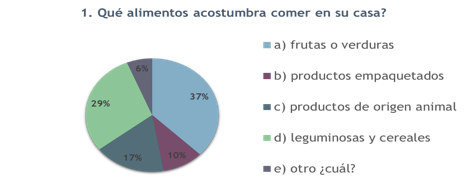 1. Qué alimentos acostumbra comer en su casa?
a) frutas o verduras
b) productos empaquetados
c) productos de origen animal
d) leguminosas y cereales
e) otro ¿cuál?
6%
37%
29%
17%
10%